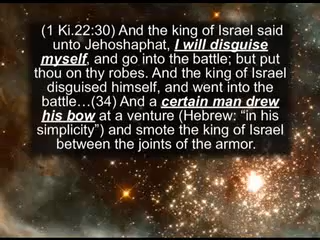 (1 Ki.22:30) And the king of Israel said
unto Jehoshaphat, I will disguise
myself, and go into the battle; but put
thou on thy robes. And the king of Israel
disguised himself, and went into the
battle…(34) And a certain man drew
his bow at a venture (Hebrew: “in his
simplicity”) and smote the king of Israel
between the joints of the armor.